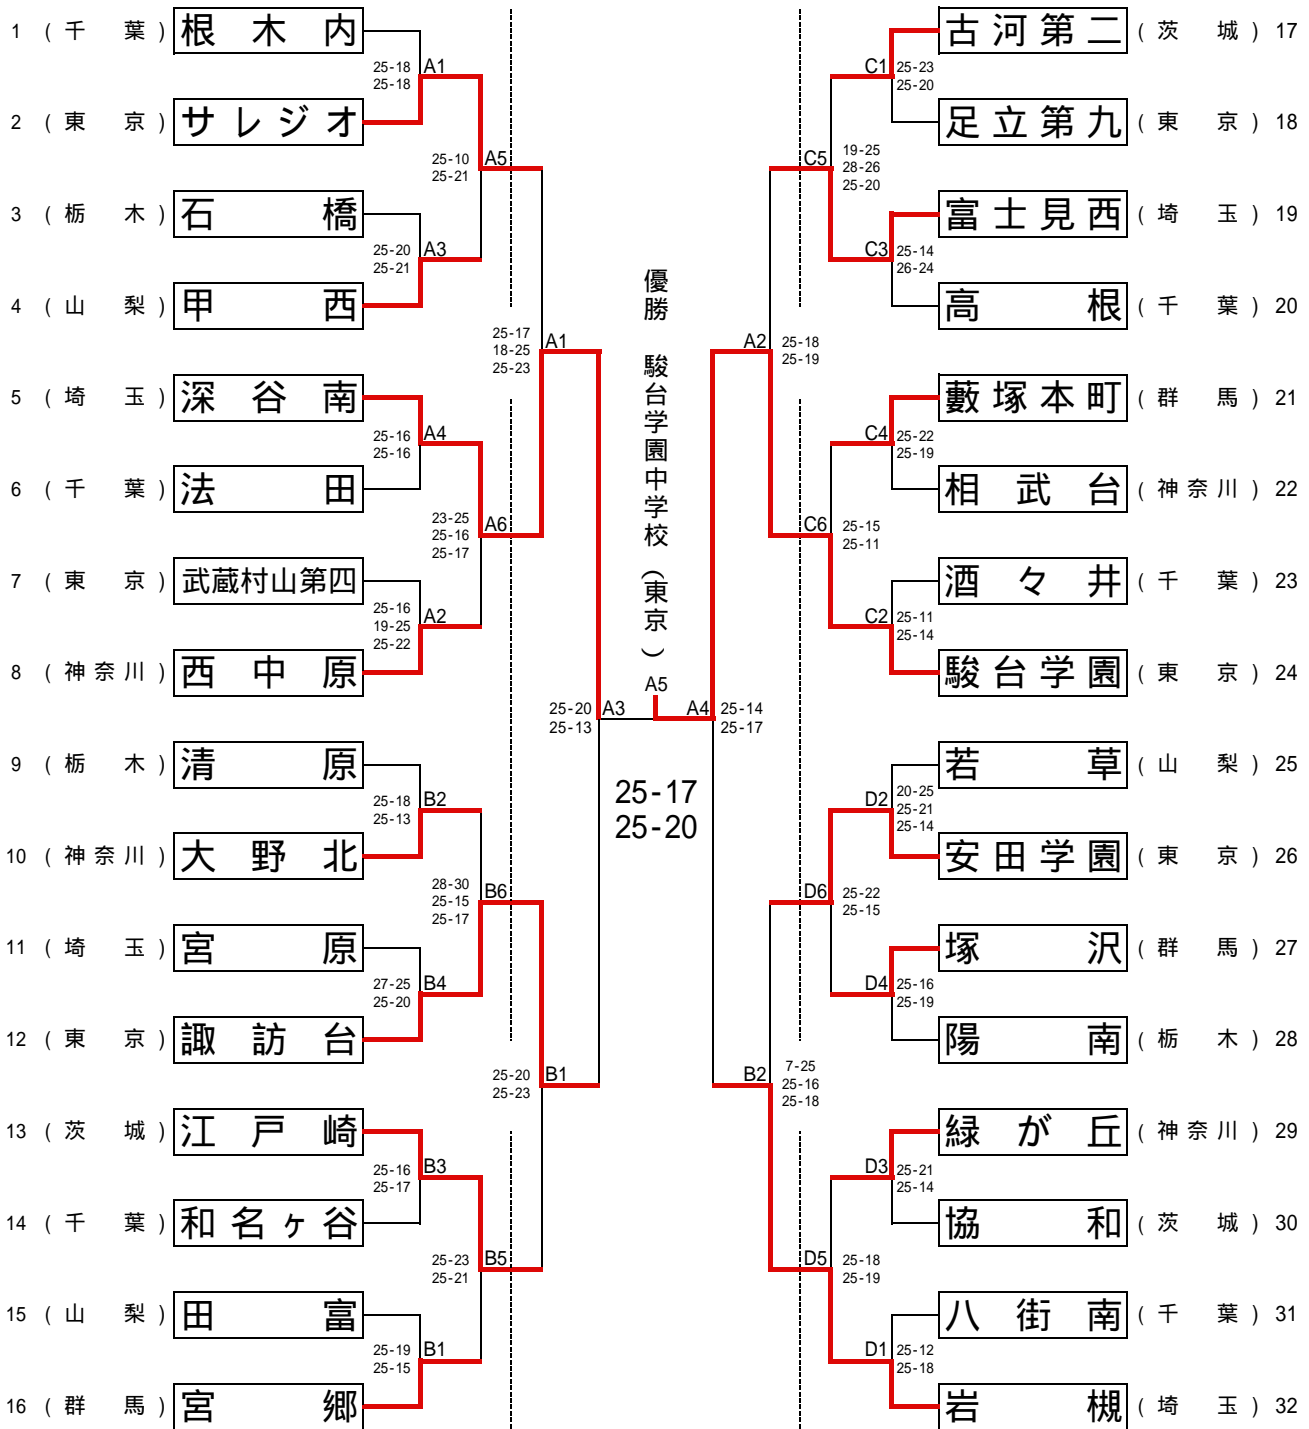 1 ( 千 葉 ) 根木内
25-18 A1
25-18
2 ( 東 京 ) サレジオ
25-10 A5
25-21
3 ( 栃 木 ) 石橋
25-20 A3
25-21
4 ( 山 梨 ) 甲西
25-17 A1
18-25
25-23
5 ( 埼 玉 ) 深谷南
25-16 A4
25-16
6 ( 千 葉 ) 法田
23-25 A6
25-16
25-17
7 ( 東 京 ) 武蔵村山第四
25-16 A2
19-25
25-22
8 ( 神奈川 ) 西中原
25-20 A3
25-13
9 ( 栃 木 ) 清原
25-18 B2
25-13
10 ( 神奈川 ) 大野北
28-30 B6
25-15
25-17
11 ( 埼 玉 ) 宮原
27-25 B4
25-20
12 ( 東 京 ) 諏訪台
25-20 B1
25-23
13 ( 茨 城 ) 江戸崎
25-16 B3
25-17
14 ( 千 葉 ) 和名ヶ谷
25-23 B5
25-21
15 ( 山 梨 ) 田富
25-19 B1
25-15
16 ( 群 馬 ) 宮郷
優勝 駿台学園中学校(東京)
A5
25-17
25-20
古河第二 ( 茨 城 ) 17
C1 25-23
25-20
足立第九 ( 東 京 ) 18
C5 19-25
28-26
25-20
富士見西 ( 埼 玉 ) 19
C3 25-14
26-24
高根 ( 千 葉 ) 20
A2 25-18
25-19
藪塚本町 ( 群 馬 ) 21
C4 25-22
25-19
相武台 ( 神奈川 ) 22
C6 25-15
25-11
酒々井 ( 千 葉 ) 23
C2 25-11
25-14
駿台学園 ( 東 京 ) 24
A4 25-14
25-17
若草 ( 山 梨 ) 25
D2 20-25
25-21
25-14
安田学園 ( 東 京 ) 26
D6 25-22
25-15
塚沢 ( 群 馬 ) 27
D4 25-16
25-19
陽南 ( 栃 木 ) 28
B2 7-25
25-16
25-18
緑が丘 ( 神奈川 ) 29
D3 25-21
25-14
協和 ( 茨 城 ) 30
D5 25-18
25-19
八街南 ( 千 葉 ) 31
D1 25-12
25-18
岩槻 ( 埼 玉 ) 32